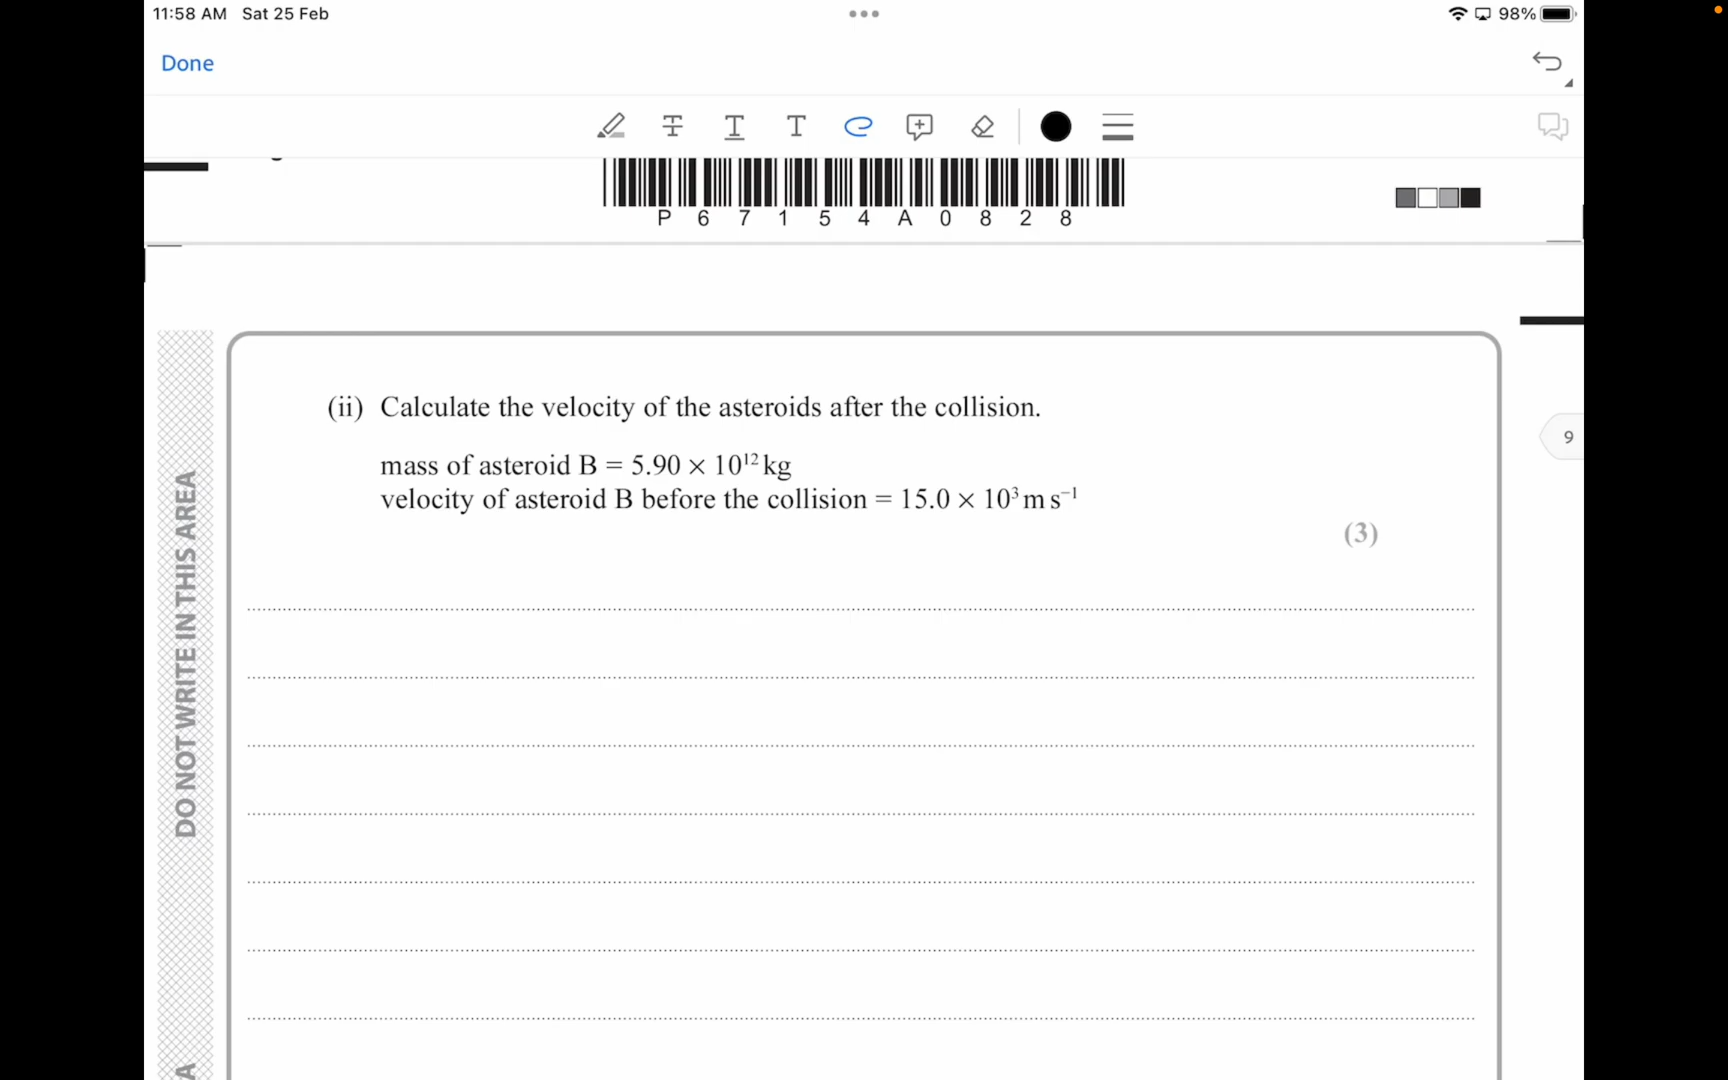 11:58 AM Sat 25 Feb
98%
Done
T T T
P 6 7 1 5 4 A 0 8 2 8
(ii) Calculate the velocity of the asteroids after the collision.
mass of asteroid B = 5.90 × 10¹² kg
velocity of asteroid B before the collision = 15.0 × 10³ m s⁻¹
(3)
9
DO NOT WRITE IN THIS AREA
A